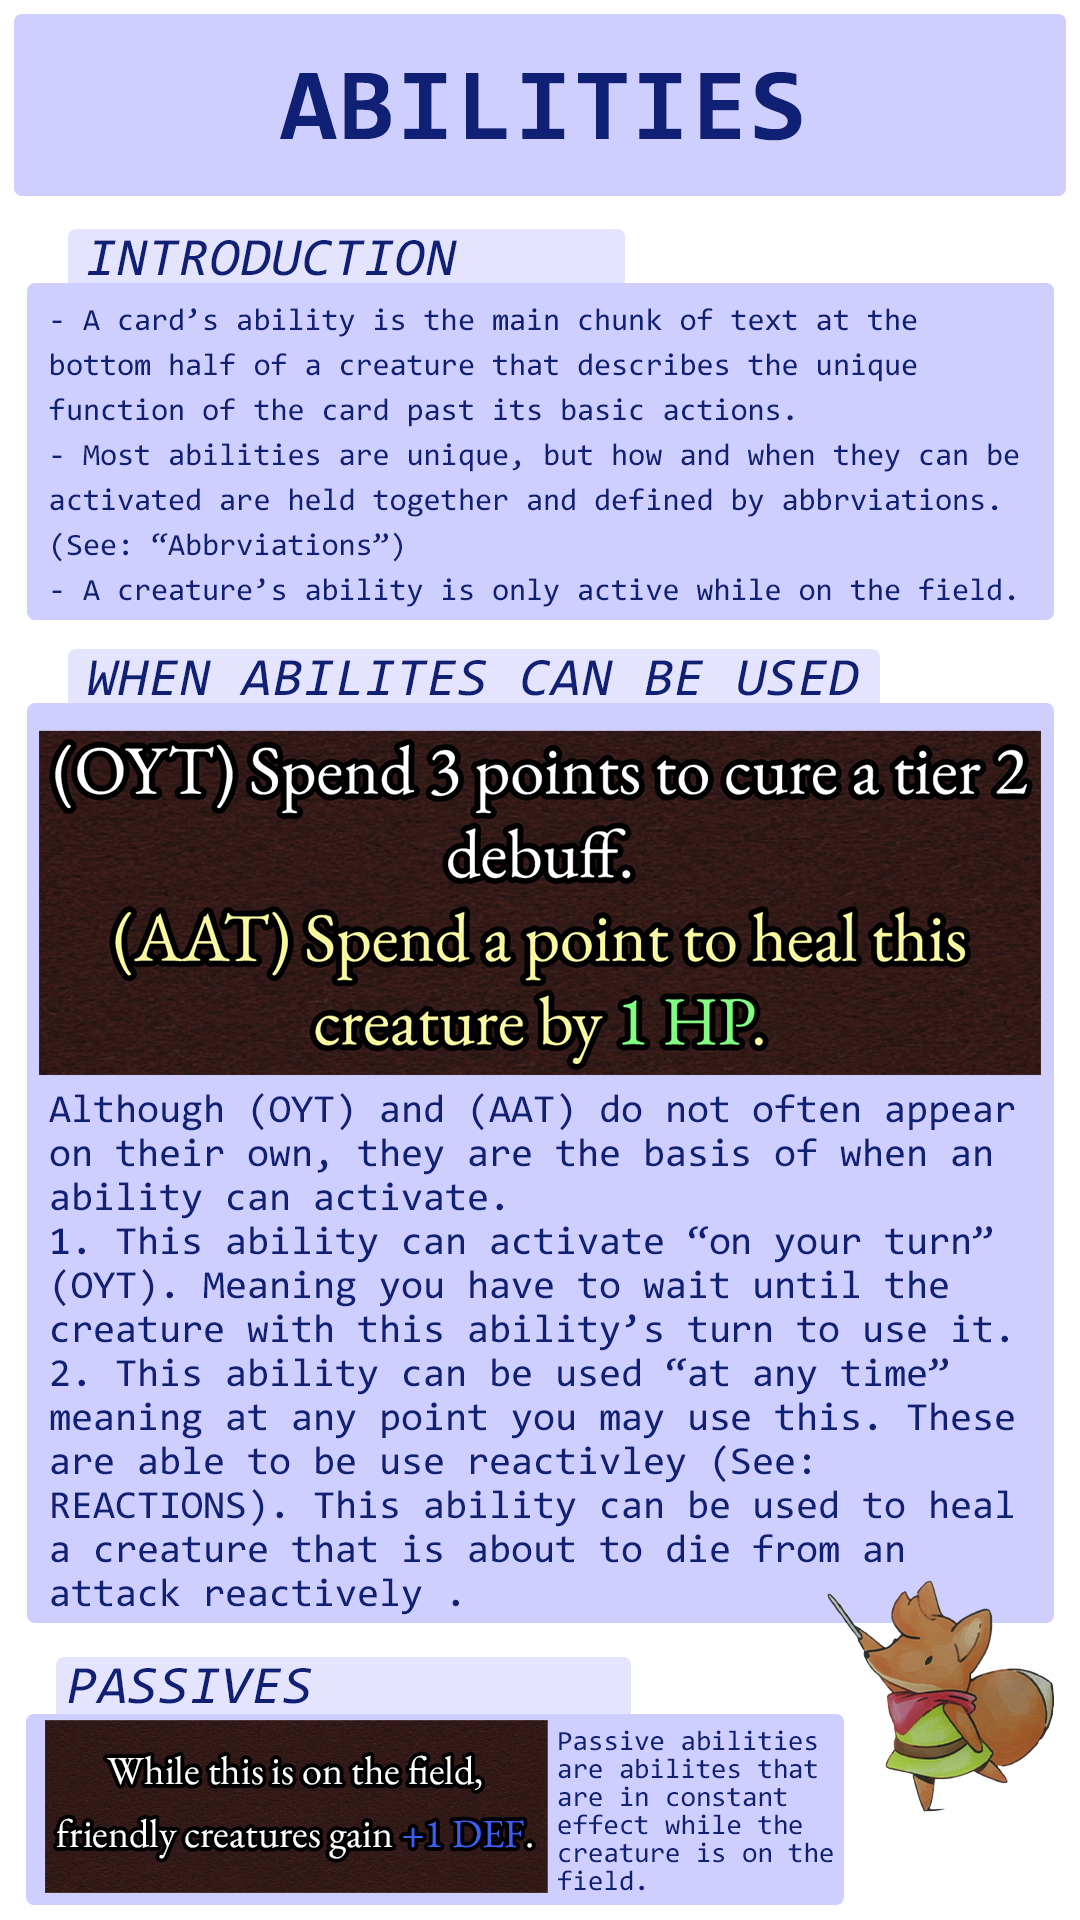 ABILITIES
INTRODUCTION
- A card’s ability is the main chunk of text at the
bottom half of a creature that describes the unique
function of the card past its basic actions.
- Most abilities are unique, but how and when they can be
activated are held together and defined by abbrviations.
(See: “Abbrviations”)
- A creature’s ability is only active while on the field.
WHEN ABILITES CAN BE USED
(OYT) Spend 3 points to cure a tier 2
debuff.
(AAT) Spend a point to heal this
creature by 1 HP.
Although (OYT) and (AAT) do not often appear
on their own, they are the basis of when an
ability can activate.
1. This ability can activate “on your turn”
(OYT). Meaning you have to wait until the
creature with this ability’s turn to use it.
2. This ability can be used “at any time”
meaning at any point you may use this. These
are able to be use reactivley (See:
REACTIONS). This ability can be used to heal
a creature that is about to die from an
attack reactively .
PASSIVES
While this is on the field,
friendly creatures gain +1 DEF.
Passive abilities
are abilites that
are in constant
effect while the
creature is on the
field.